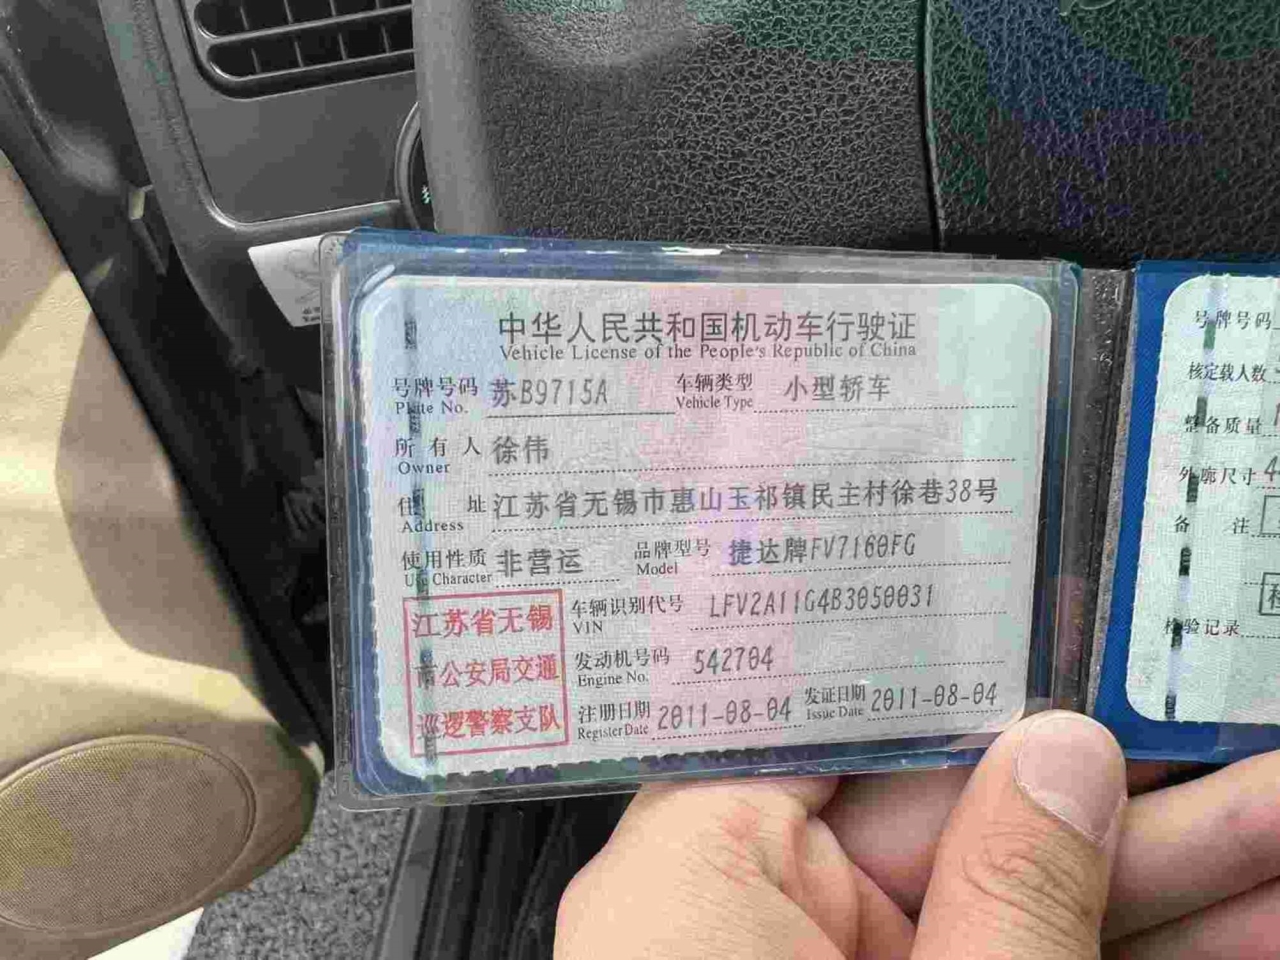 中华人民共和国机动车行驶证
Vehicle License of the People's Republic of China
号牌号码 苏B9715A 车辆类型 小型轿车
Plate No. Vehicle Type
所有人 徐伟
Owner
住址 江苏省无锡市惠山玉祁镇民主村徐巷38号
Address
使用性质 非营运 品牌型号 捷达牌FV7160FG
Use Character Model
江苏省无锡
市公安局交通
巡逻警察支队
车辆识别代号 LFV2A11G4B3050031
VIN
发动机号码 542704
Engine No.
注册日期 2011-08-04 发证日期 2011-08-04
Register Date Issue Date
号牌号码
核定载人数
整备质量
外廓尺寸 4
备注
检验记录